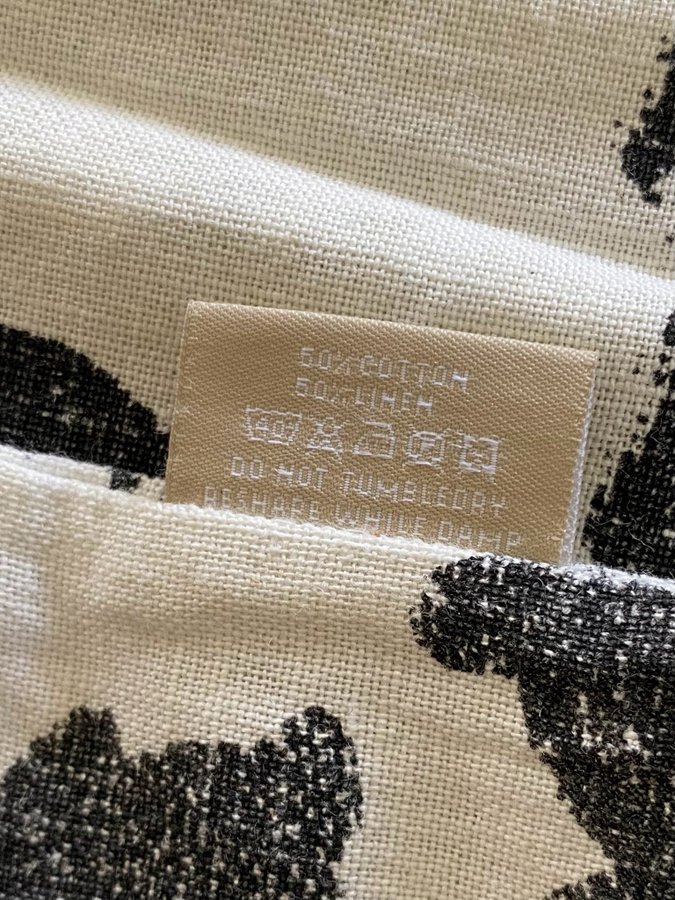 50% COTTON
50% LINEN
DO NOT TUMBLEDRY
RESHAPE WHILE DAMP